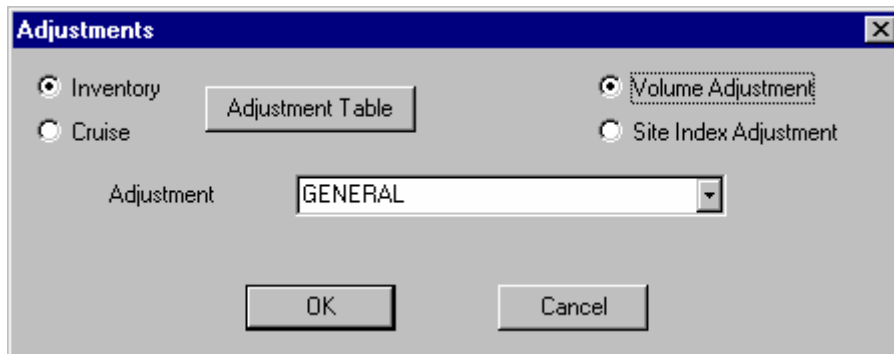 Adjustments
Inventory
Adjustment Table
Volume Adjustment
Cruise
Site Index Adjustment
Adjustment GENERAL
OK Cancel